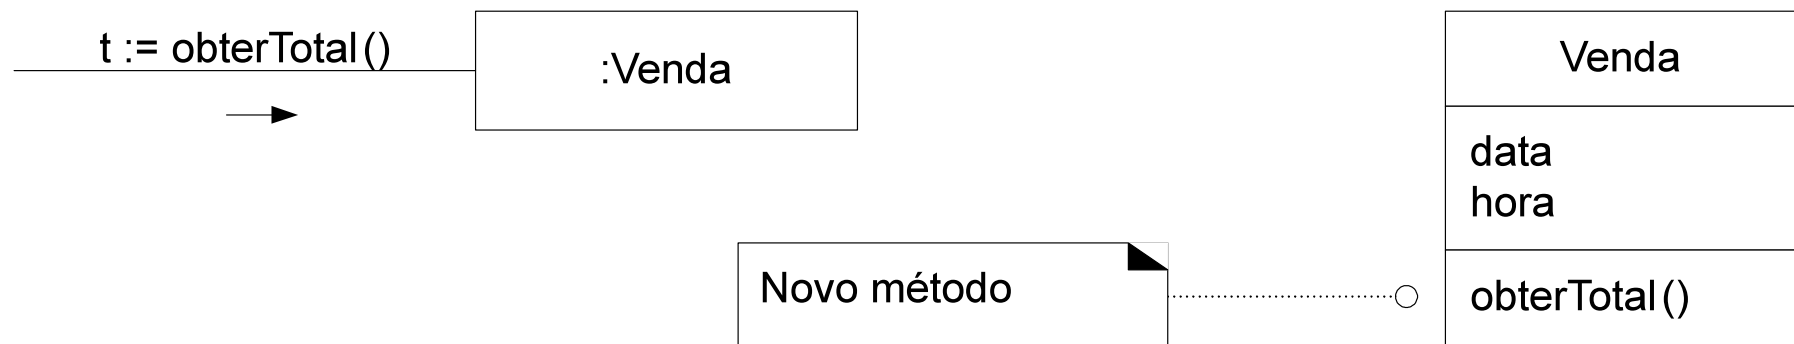 t := obterTotal()
:Venda
Venda
data
hora
Novo método
obterTotal()